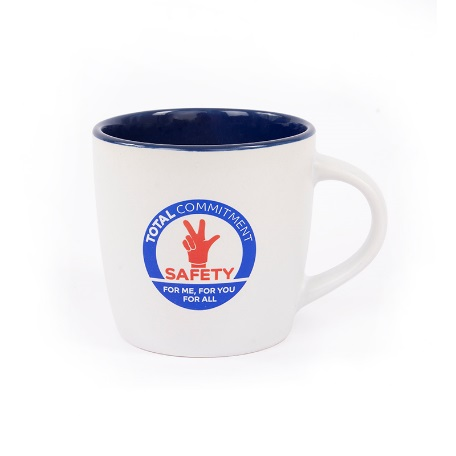 TOTAL COMMITMENT
SAFETY
FOR ME, FOR YOU
FOR ALL